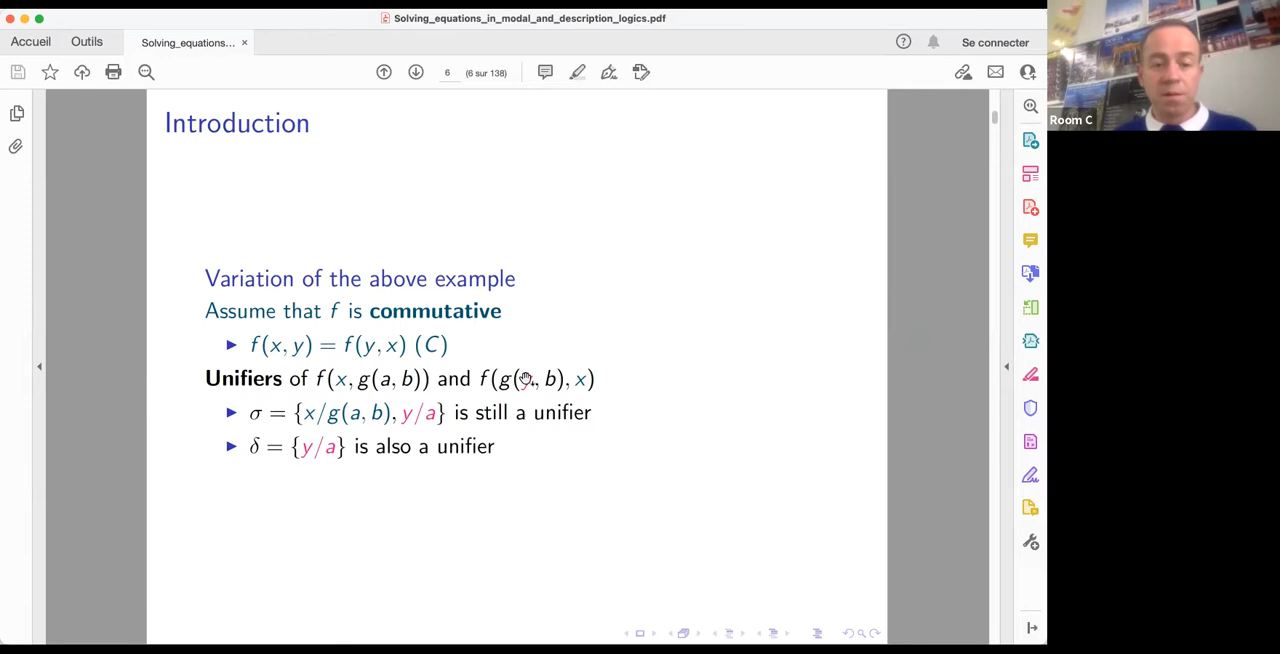 Solving_equations_in_modal_and_description_logics.pdf
Accueil Outils Solving_equations... × Se connecter
6 (6 sur 138)
Room C
Introduction
Variation of the above example
Assume that f is commutative
▶ f(x, y) = f(y, x) (C)
Unifiers of f(x, g(a, b)) and f(g(y, b), x)
▶ σ = {x/g(a, b), y/a} is still a unifier
▶ δ = {y/a} is also a unifier